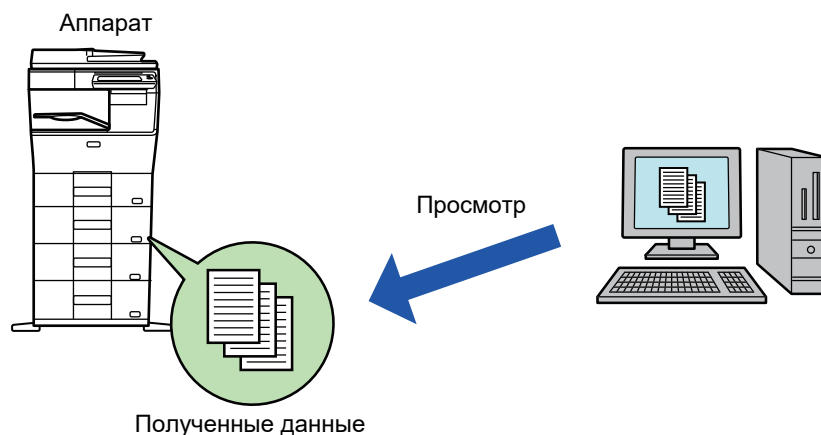 Аппарат
Просмотр
Полученные данные